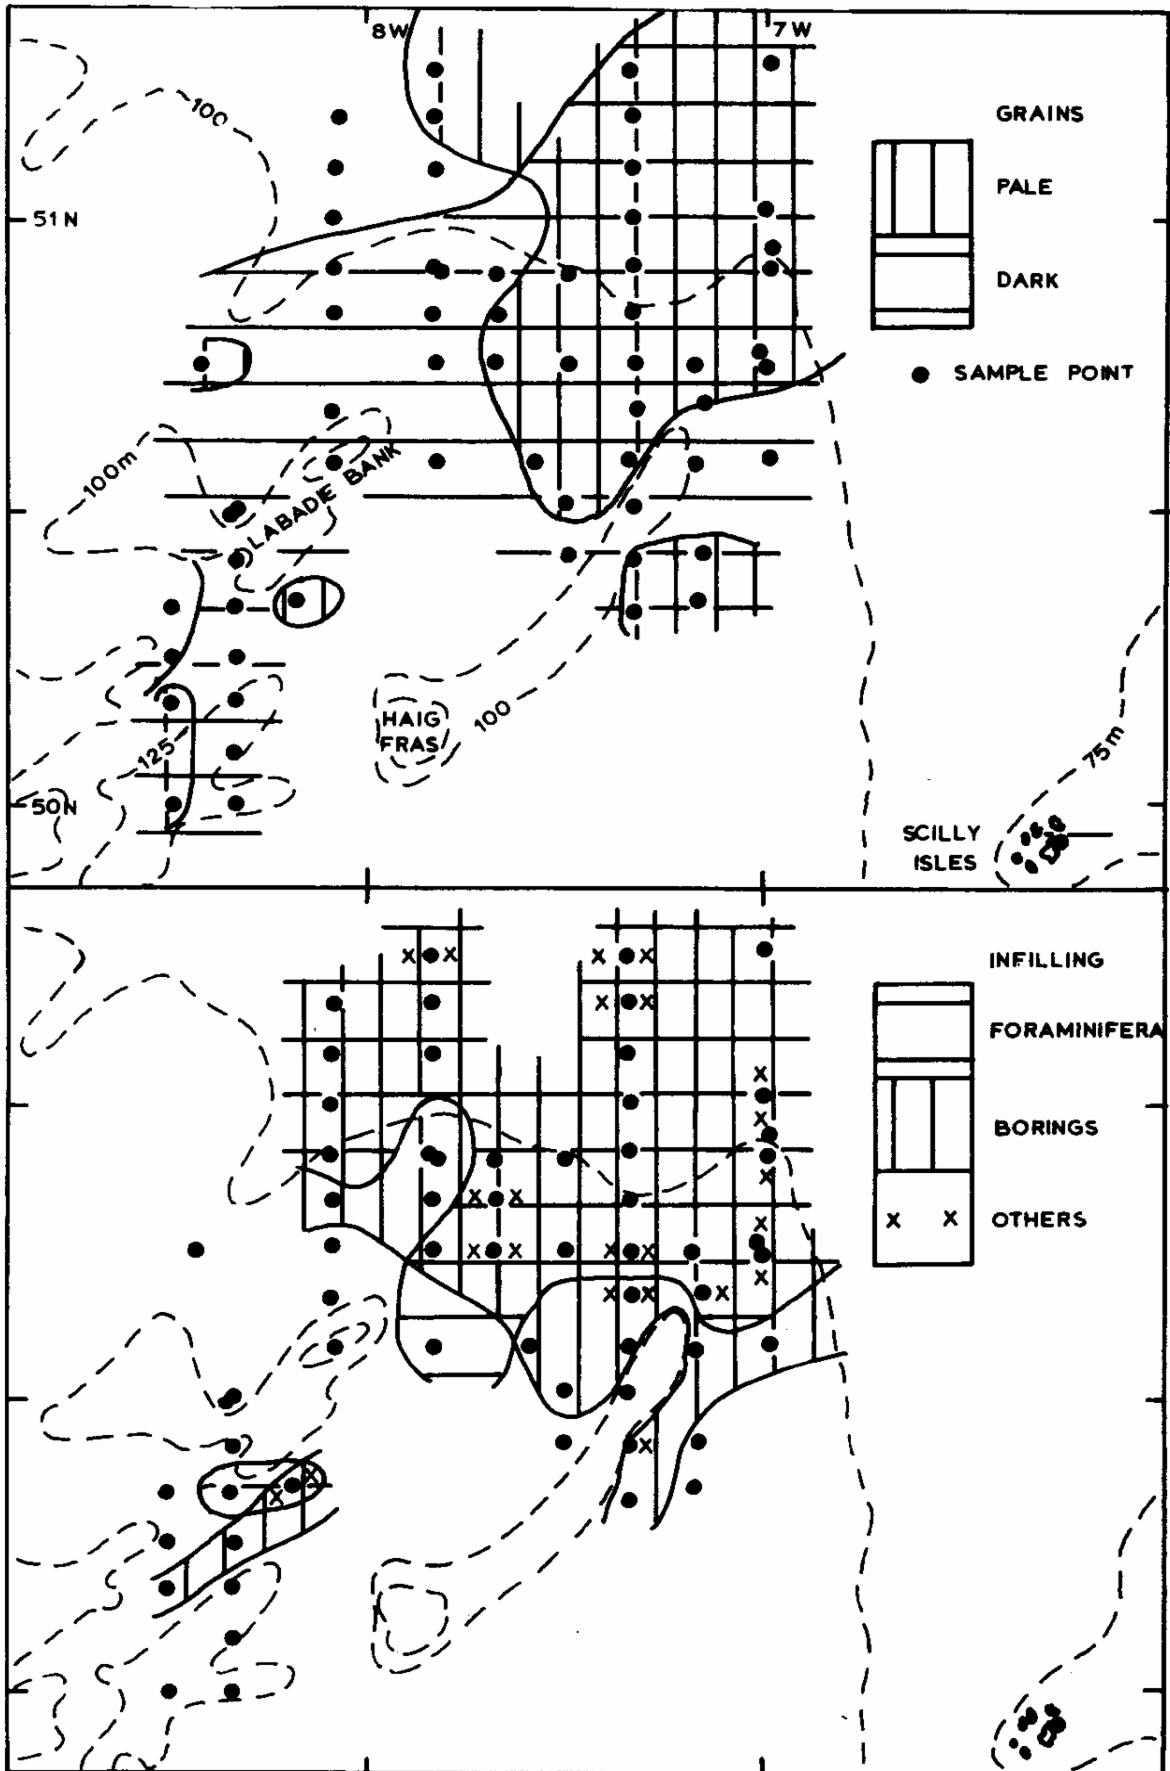 8W
7W
100
GRAINS
PALE
51N
DARK
SAMPLE POINT
100m
LABADIE BANK
HAIG
FRAS
100
125
75m
50N
SCILLY
ISLES
INFILLING
FORAMINIFERA
BORINGS
X X OTHERS